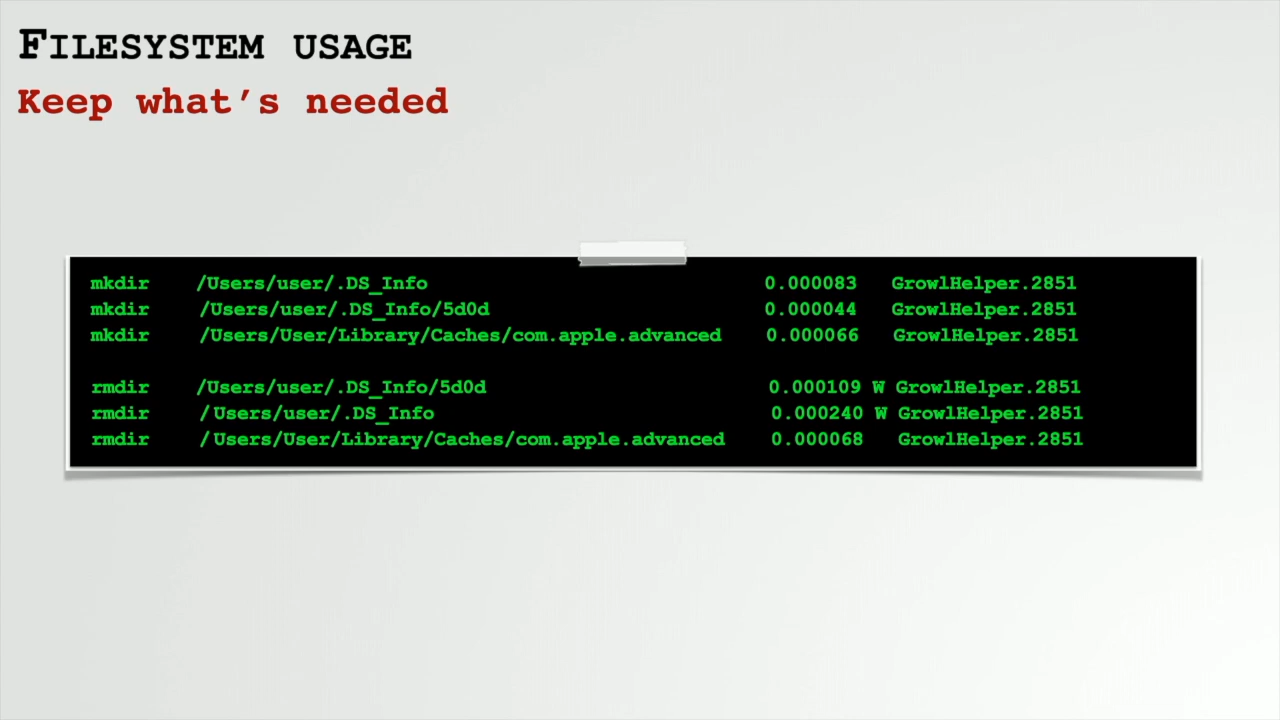 FILESYSTEM USAGE
Keep what's needed
mkdir /Users/user/.DS_Info 0.000083 GrowlHelper.2851
mkdir /Users/user/.DS_Info/5d0d 0.000044 GrowlHelper.2851
mkdir /Users/User/Library/Caches/com.apple.advanced 0.000066 GrowlHelper.2851
rmdir /Users/user/.DS_Info/5d0d 0.000109 W GrowlHelper.2851
rmdir /Users/user/.DS_Info 0.000240 W GrowlHelper.2851
rmdir /Users/User/Library/Caches/com.apple.advanced 0.000068 GrowlHelper.2851